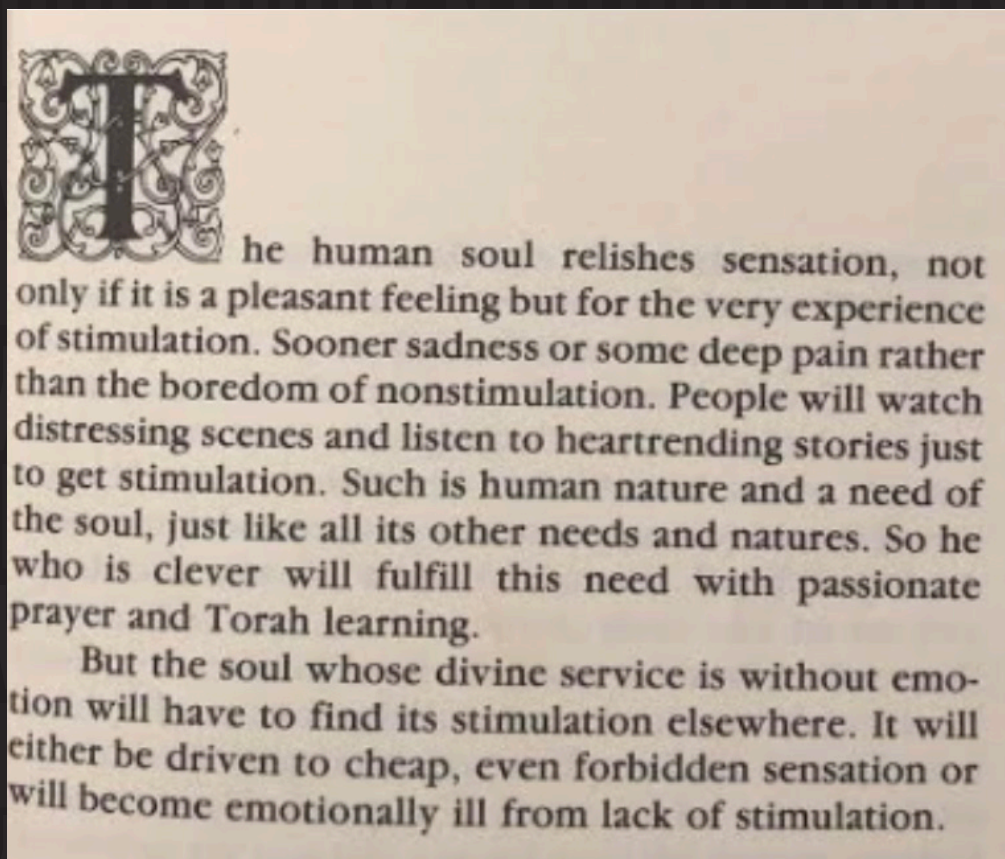 The human soul relishes sensation, not
only if it is a pleasant feeling but for the very experience
of stimulation. Sooner sadness or some deep pain rather
than the boredom of nonstimulation. People will watch
distressing scenes and listen to heartrending stories just
to get stimulation. Such is human nature and a need of
the soul, just like all its other needs and natures. So he
who is clever will fulfill this need with passionate
prayer and Torah learning.
But the soul whose divine service is without emo-
tion will have to find its stimulation elsewhere. It will
either be driven to cheap, even forbidden sensation or
will become emotionally ill from lack of stimulation.